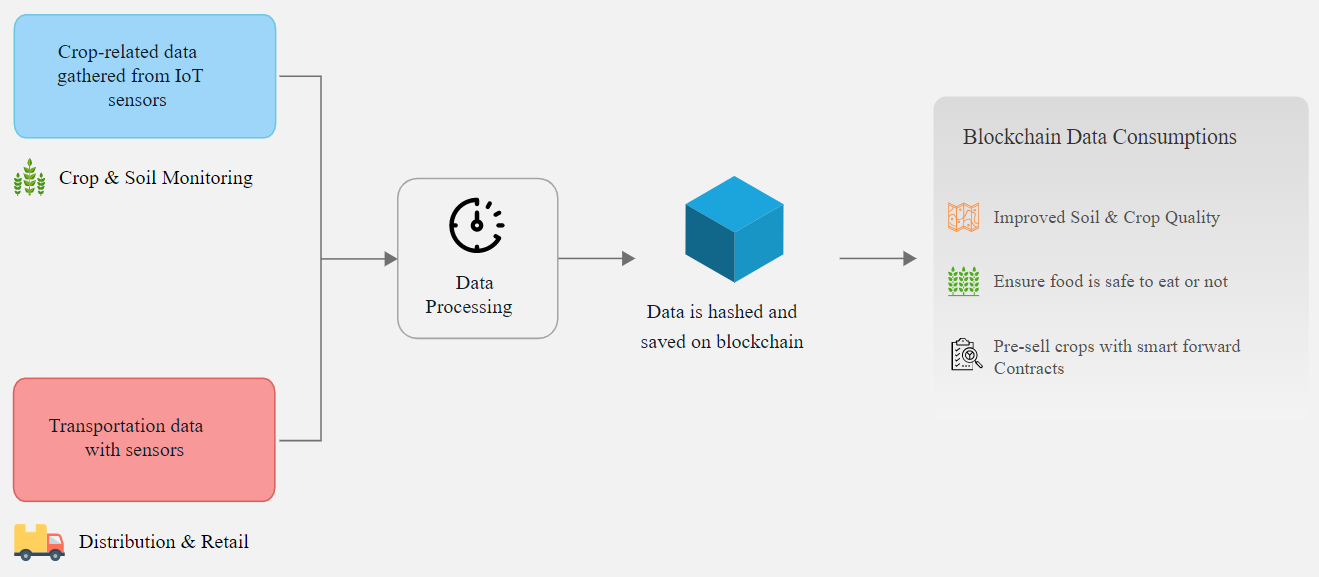 Crop-related data
gathered from IoT
sensors
Crop & Soil Monitoring
Data
Processing
Data is hashed and
saved on blockchain
Blockchain Data Consumptions
Improved Soil & Crop Quality
Ensure food is safe to eat or not
Pre-sell crops with smart forward
Contracts
Transportation data
with sensors
Distribution & Retail